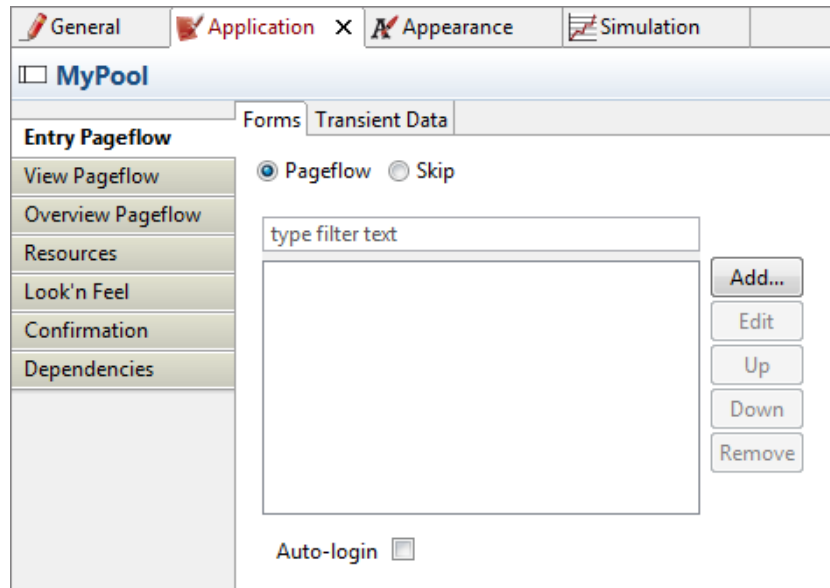 General
Application
Appearance
Simulation
MyPool
Entry Pageflow
View Pageflow
Overview Pageflow
Resources
Look'n Feel
Confirmation
Dependencies
Forms
Transient Data
Pageflow
Skip
type filter text
Add...
Edit
Up
Down
Remove
Auto-login